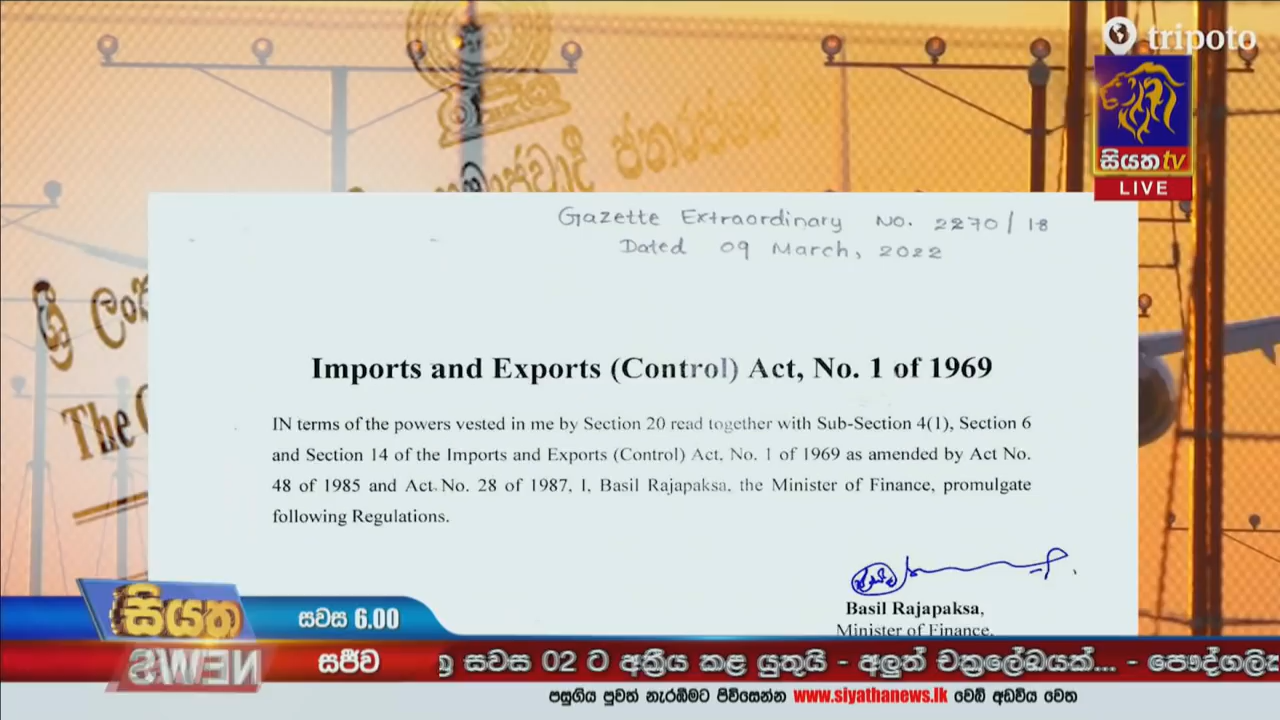 tripoto
සියත tv
LIVE
ජනරජයේ
ශ්‍රී ලංකා
The
Gazette Extraordinary No. 2270/18
Dated 09 March, 2022
Imports and Exports (Control) Act, No. 1 of 1969
IN terms of the powers vested in me by Section 20 read together with Sub-Section 4(1), Section 6
and Section 14 of the Imports and Exports (Control) Act, No. 1 of 1969 as amended by Act No.
48 of 1985 and Act No. 28 of 1987, I, Basil Rajapaksa, the Minister of Finance, promulgate
following Regulations.
Basil Rajapaksa,
Minister of Finance,
සියත
සවස 6.00
NEWS
සජීව
සවස 02 ට අක්‍රීය කළ යුතුයි - අලුත් චක්‍රලේඛයක්... - පෞද්ගලික
පසුගිය පුවත් නැරඹීමට පිවිසෙන්න www.siyathanews.lk වෙබ් අඩවිය වෙත